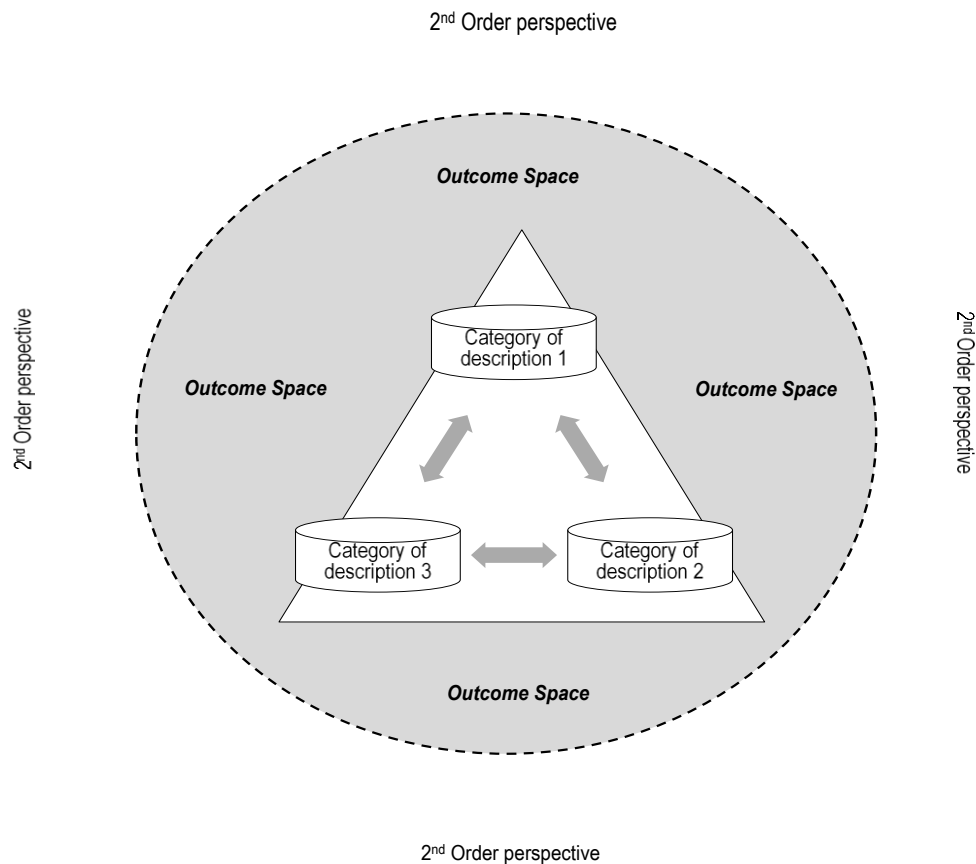 2nd Order perspective
Outcome Space
Category of
description 1
2nd Order perspective
Outcome Space
Outcome Space
2nd Order perspective
Category of
description 3
Category of
description 2
Outcome Space
2nd Order perspective